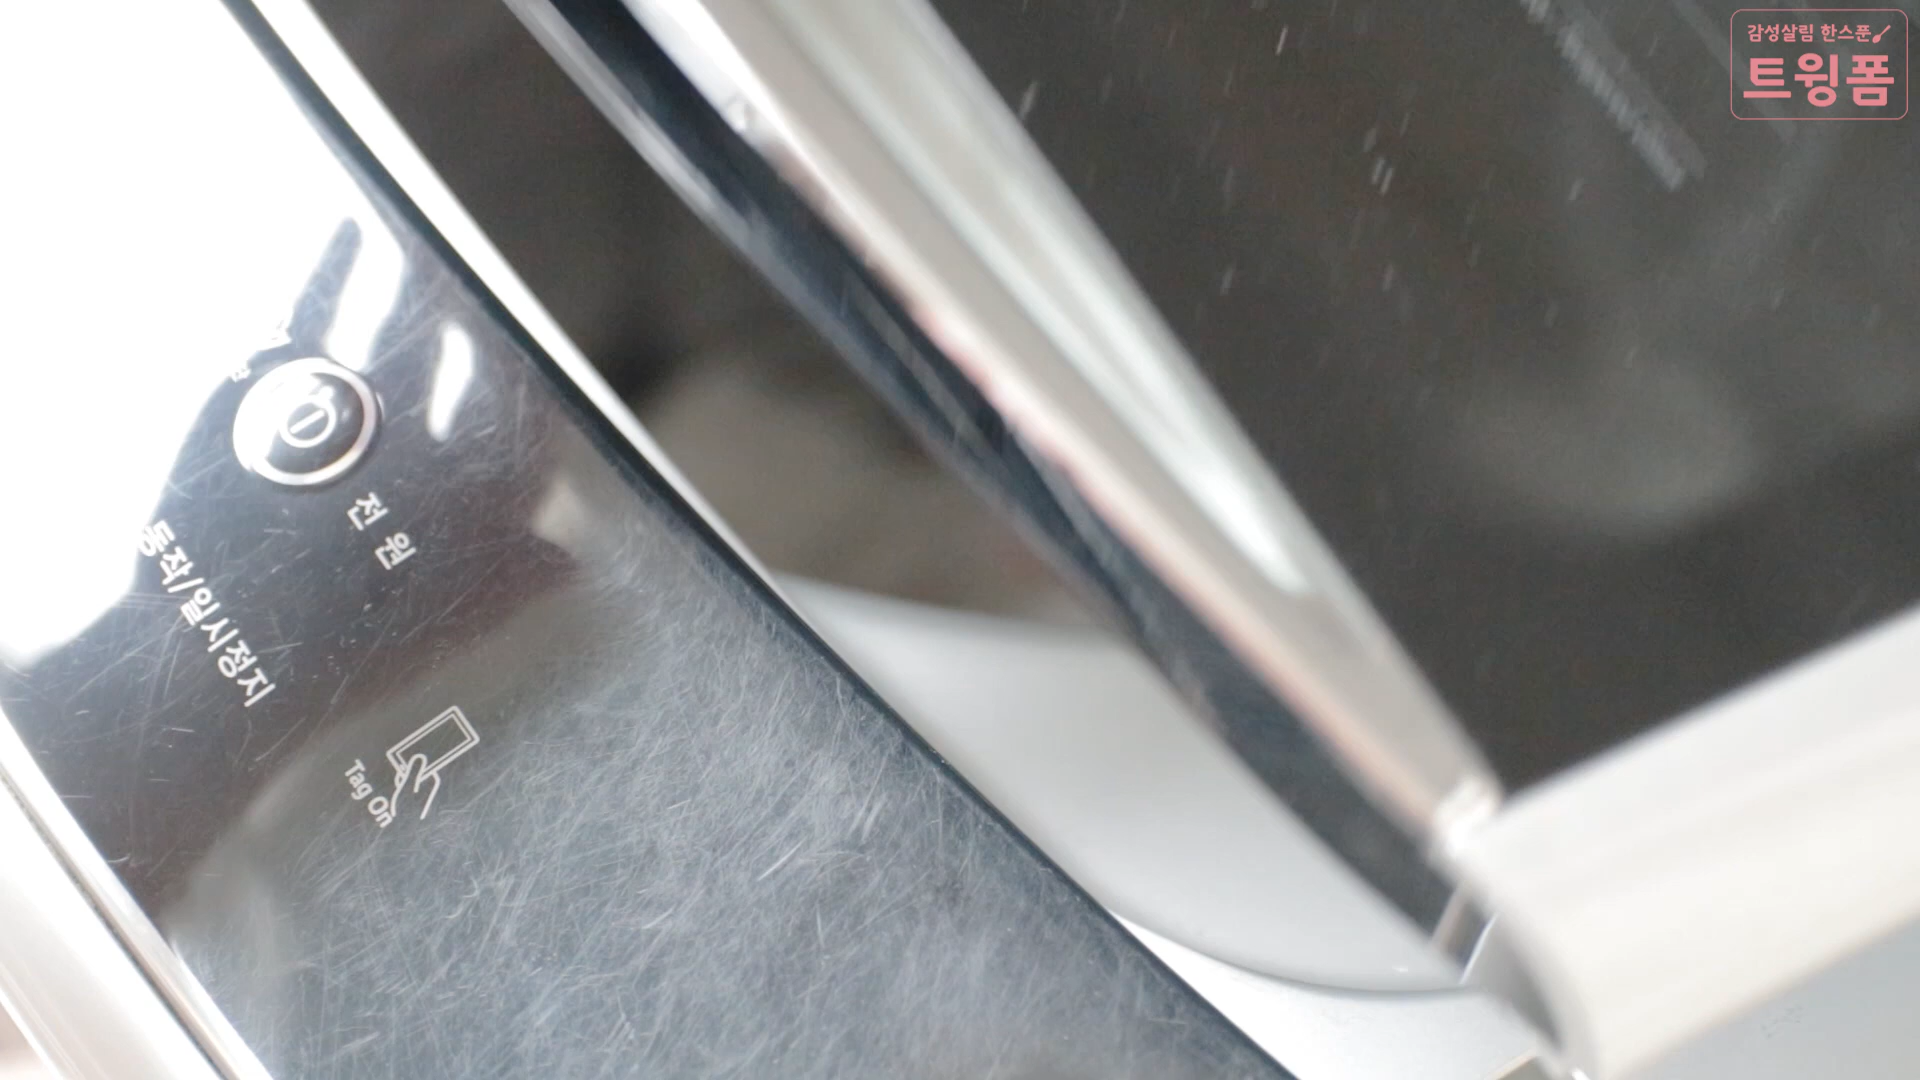 감성살림 한스푼
트윙폼
전원
동작/일시정지
Tag On